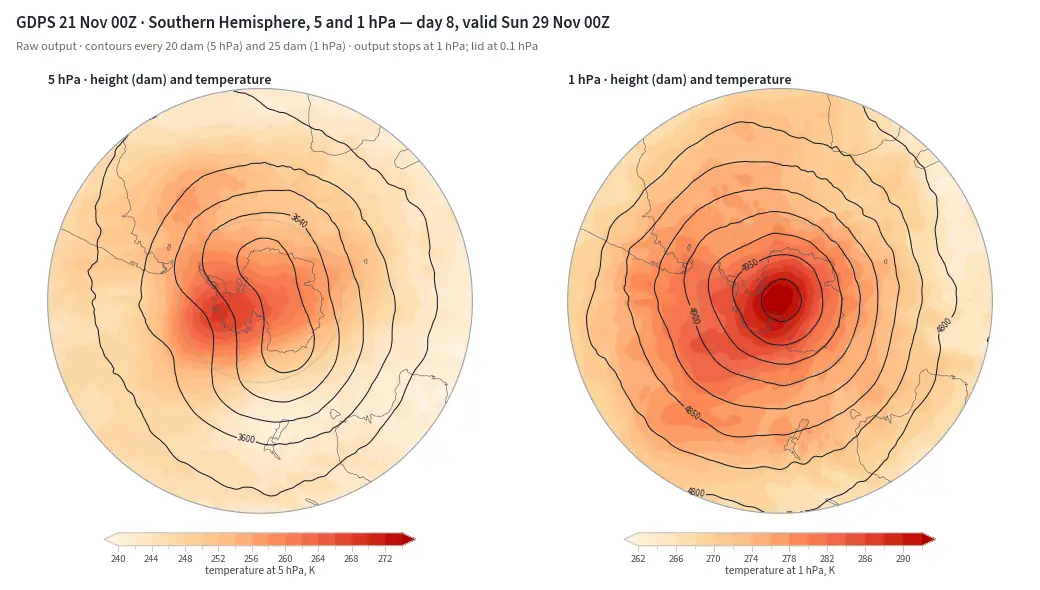 GDPS 21 Nov 00Z · Southern Hemisphere, 5 and 1 hPa — day 8, valid Sun 29 Nov 00Z
Raw output · contours every 20 dam (5 hPa) and 25 dam (1 hPa) · output stops at 1 hPa; lid at 0.1 hPa
5 hPa · height (dam) and temperature
1 hPa · height (dam) and temperature
3640
3600
4950
4900
4850
4800
4800
240 244 248 252 256 260 264 268 272
temperature at 5 hPa, K
262 266 270 274 278 282 286 290
temperature at 1 hPa, K